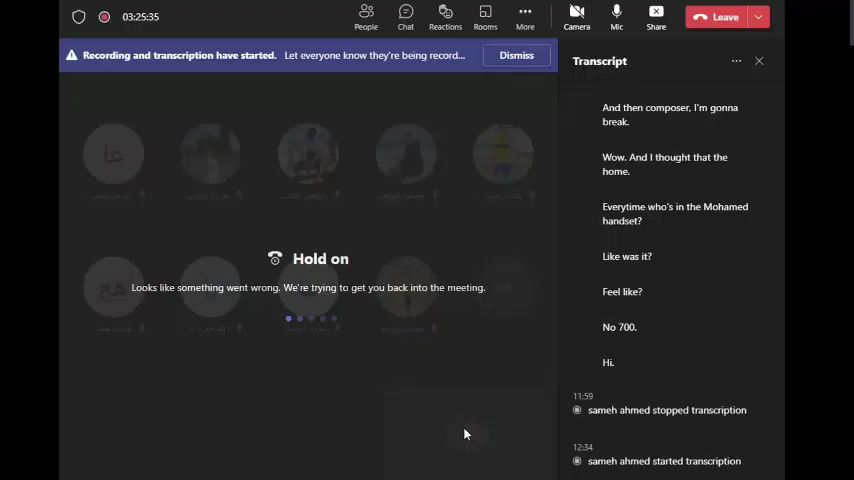 03:25:35
People
Chat
Reactions
Rooms
More
Camera
Mic
Share
Leave
Recording and transcription have started. Let everyone know they're being record...
Dismiss
Transcript
And then composer, I'm gonna
break.
Wow. And I thought that the
home.
Everytime who's in the Mohamed
handset?
Like was it?
Feel like?
No 700.
Hi.
11:59
sameh ahmed stopped transcription
12:34
sameh ahmed started transcription
عا
هح
Hold on
Looks like something went wrong. We're trying to get you back into the meeting.